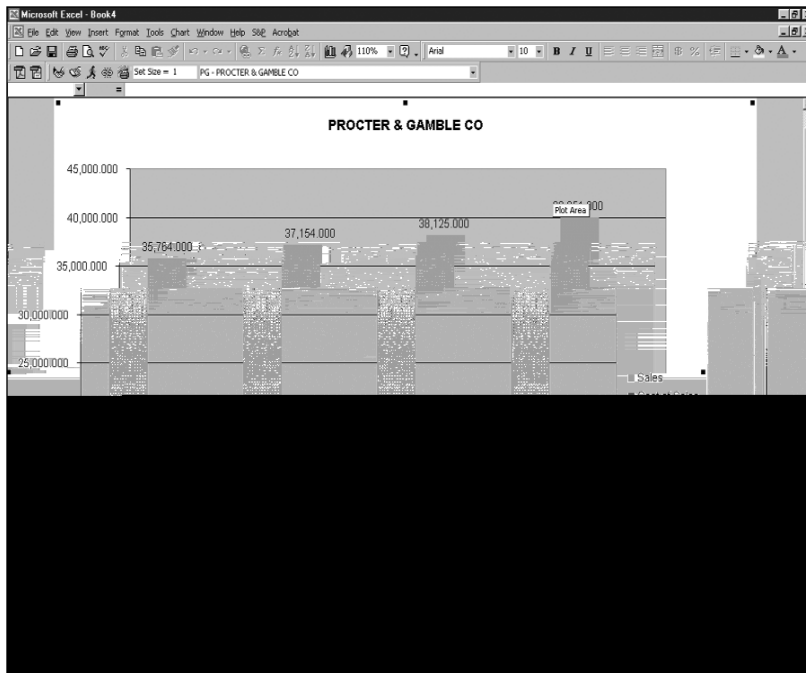 Microsoft Excel - Book4
File Edit View Insert Format Tools Chart Window Help S&P Acrobat
110% Arial 10 B I U
Set Size = 1 PG - PROCTER & GAMBLE CO
=
PROCTER & GAMBLE CO
45,000.000
40,000.000
38,125.000
Plot Area
37,154.000
35,764.000
35,000.000
30,000.000
25,000.000
Sales